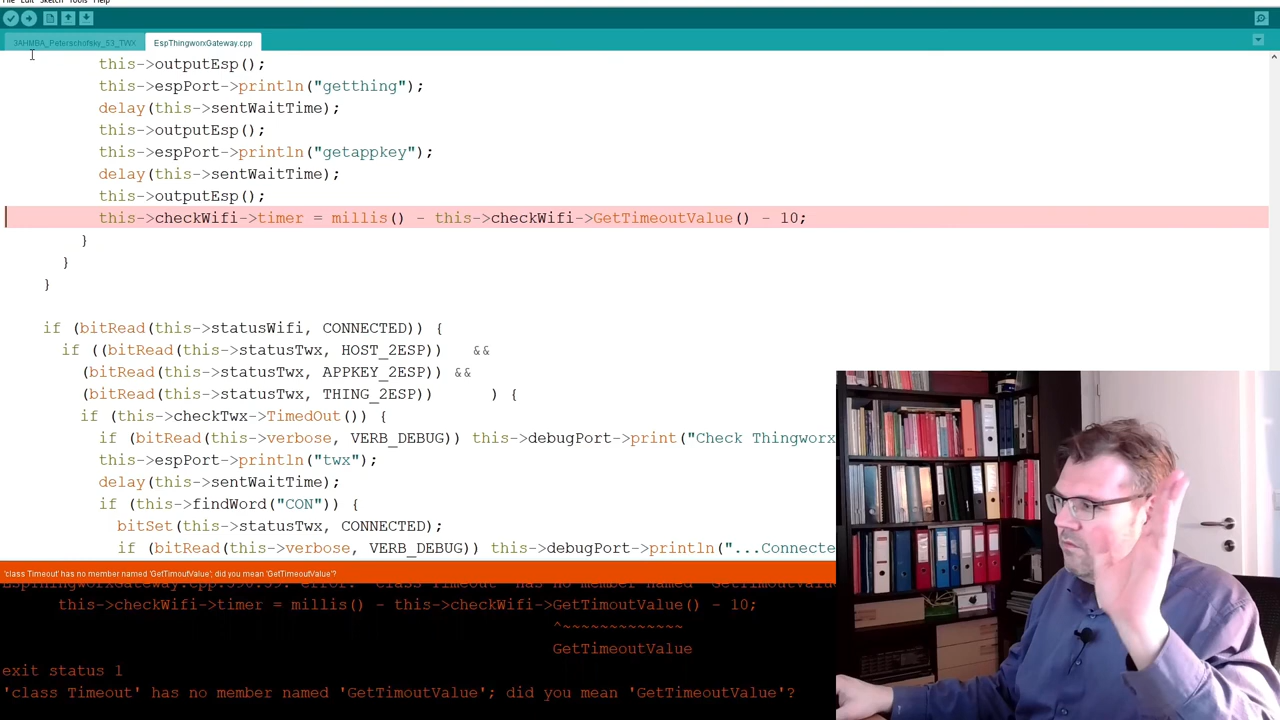 File Edit Sketch Tools Help
3AHMBA_Peterschofsky_53_TWX EspThingworxGateway.cpp
this->outputEsp();
this->espPort->println("getthing");
delay(this->sentWaitTime);
this->outputEsp();
this->espPort->println("getappkey");
delay(this->sentWaitTime);
this->outputEsp();
this->checkWifi->timer = millis() - this->checkWifi->GetTimeoutValue() - 10;
}
}
}
if (bitRead(this->statusWifi, CONNECTED)) {
if ((bitRead(this->statusTwx, HOST_2ESP)) &&
(bitRead(this->statusTwx, APPKEY_2ESP)) &&
(bitRead(this->statusTwx, THING_2ESP)) ) {
if (this->checkTwx->TimedOut()) {
if (bitRead(this->verbose, VERB_DEBUG)) this->debugPort->print("Check Thingworx
this->espPort->println("twx");
delay(this->sentWaitTime);
if (this->findWord("CON")) {
bitSet(this->statusTwx, CONNECTED);
if (bitRead(this->verbose, VERB_DEBUG)) this->debugPort->println("...Connecte
'class Timeout' has no member named 'GetTimoutValue'; did you mean 'GetTimeoutValue'?
this->checkWifi->timer = millis() - this->checkWifi->GetTimoutValue() - 10;
^~~~~~~~~~~~~~
GetTimeoutValue
exit status 1
'class Timeout' has no member named 'GetTimoutValue'; did you mean 'GetTimeoutValue'?